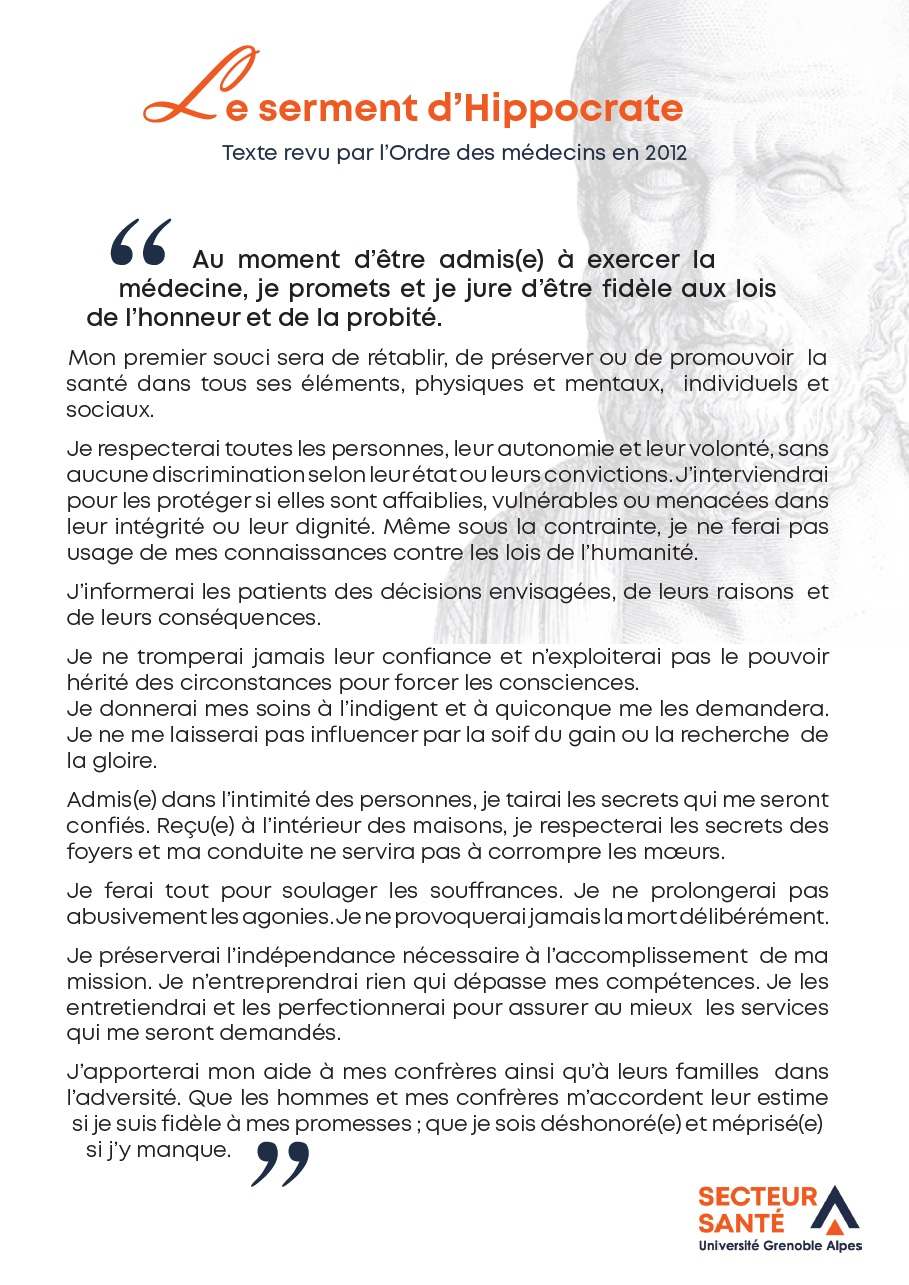 Le serment d’Hippocrate
Texte revu par l’Ordre des médecins en 2012
“ Au moment d’être admis(e) à exercer la
médecine, je promets et je jure d’être fidèle aux lois
de l’honneur et de la probité.
Mon premier souci sera de rétablir, de préserver ou de promouvoir la
santé dans tous ses éléments, physiques et mentaux, individuels et
sociaux.
Je respecterai toutes les personnes, leur autonomie et leur volonté, sans
aucune discrimination selon leur état ou leurs convictions. J’interviendrai
pour les protéger si elles sont affaiblies, vulnérables ou menacées dans
leur intégrité ou leur dignité. Même sous la contrainte, je ne ferai pas
usage de mes connaissances contre les lois de l’humanité.
J’informerai les patients des décisions envisagées, de leurs raisons et
de leurs conséquences.
Je ne tromperai jamais leur confiance et n’exploiterai pas le pouvoir
hérité des circonstances pour forcer les consciences.
Je donnerai mes soins à l’indigent et à quiconque me les demandera.
Je ne me laisserai pas influencer par la soif du gain ou la recherche de
la gloire.
Admis(e) dans l’intimité des personnes, je tairai les secrets qui me seront
confiés. Reçu(e) à l’intérieur des maisons, je respecterai les secrets des
foyers et ma conduite ne servira pas à corrompre les mœurs.
Je ferai tout pour soulager les souffrances. Je ne prolongerai pas
abusivement les agonies. Je ne provoquerai jamais la mort délibérément.
Je préserverai l’indépendance nécessaire à l’accomplissement de ma
mission. Je n’entreprendrai rien qui dépasse mes compétences. Je les
entretiendrai et les perfectionnerai pour assurer au mieux les services
qui me seront demandés.
J’apporterai mon aide à mes confrères ainsi qu’à leurs familles dans
l’adversité. Que les hommes et mes confrères m’accordent leur estime
si je suis fidèle à mes promesses ; que je sois déshonoré(e) et méprisé(e)
si j’y manque. ”
SECTEUR
SANTÉ
Université Grenoble Alpes